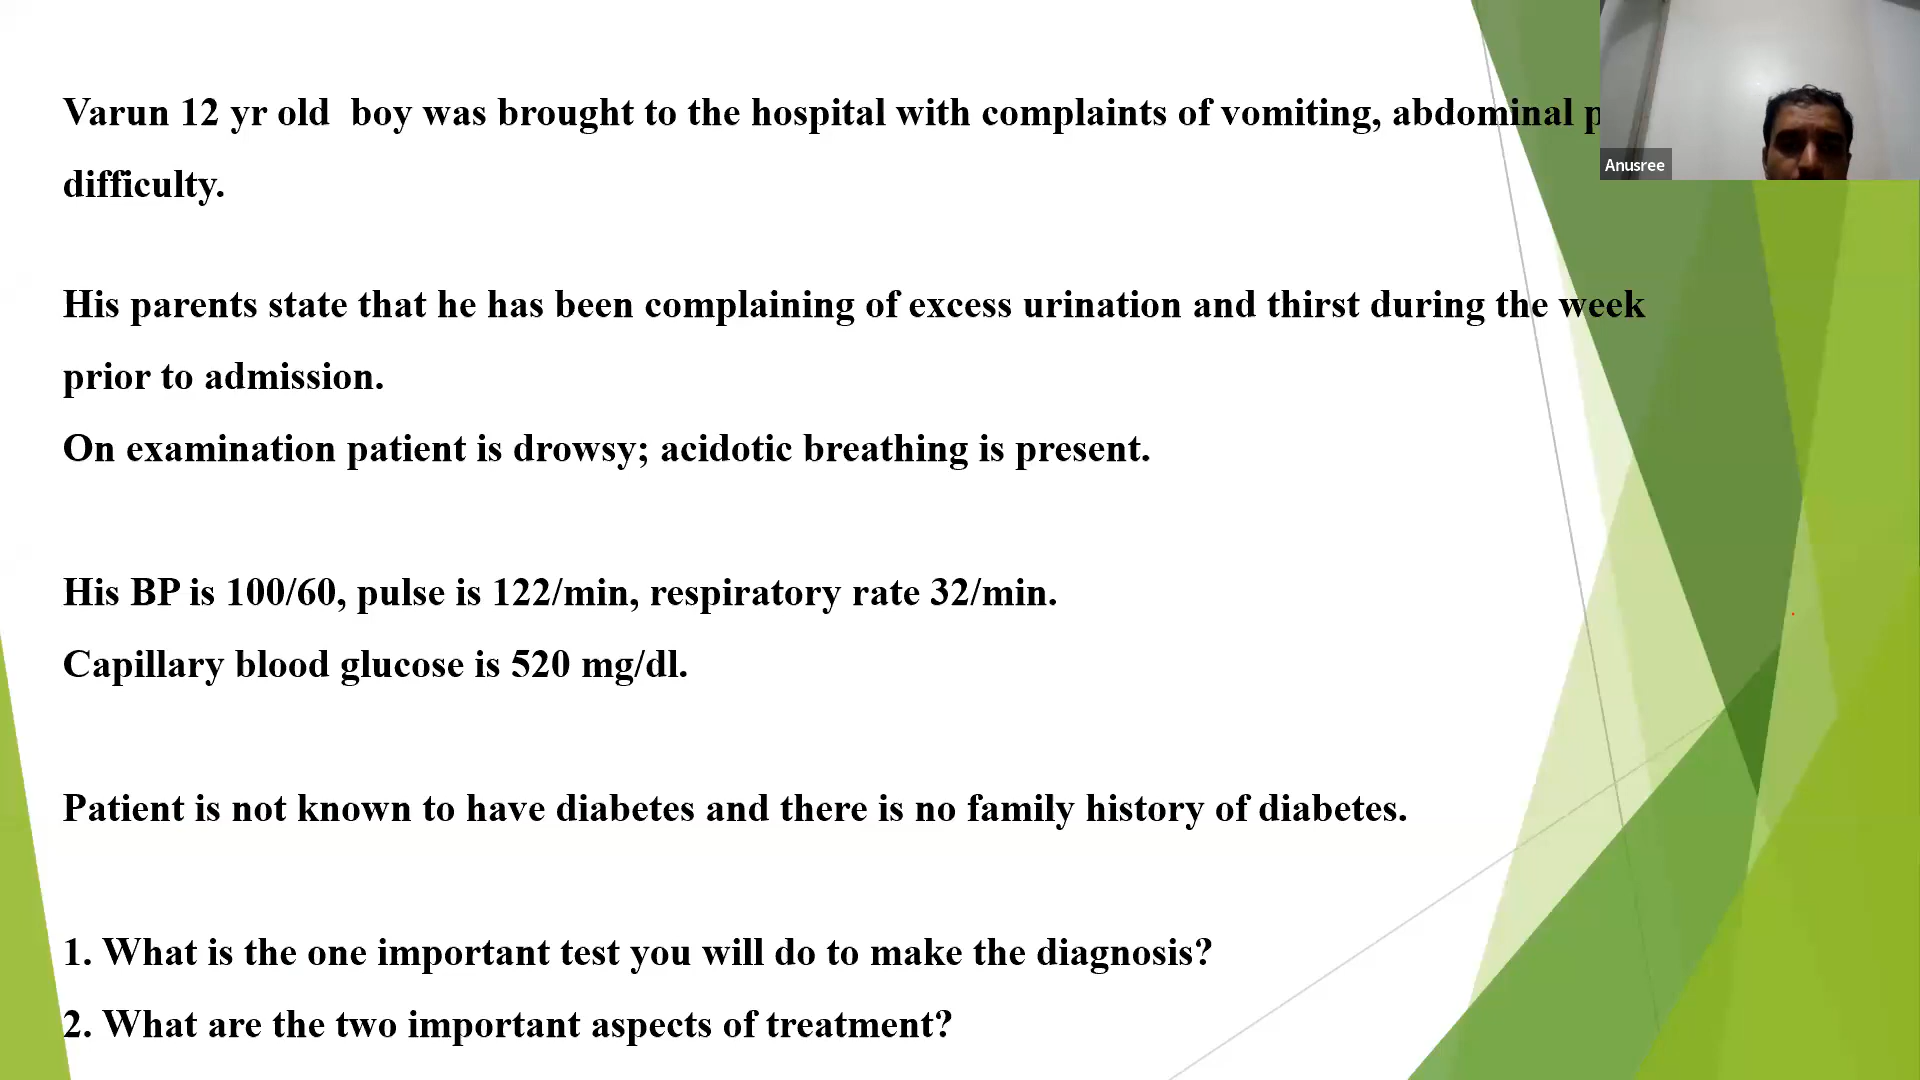 Varun 12 yr old  boy was brought to the hospital with complaints of vomiting, abdominal
difficulty.
Anusree
His parents state that he has been complaining of excess urination and thirst during the week
prior to admission.
On examination patient is drowsy; acidotic breathing is present.
His BP is 100/60, pulse is 122/min, respiratory rate 32/min.
Capillary blood glucose is 520 mg/dl.
Patient is not known to have diabetes and there is no family history of diabetes.
1. What is the one important test you will do to make the diagnosis?
2. What are the two important aspects of treatment?